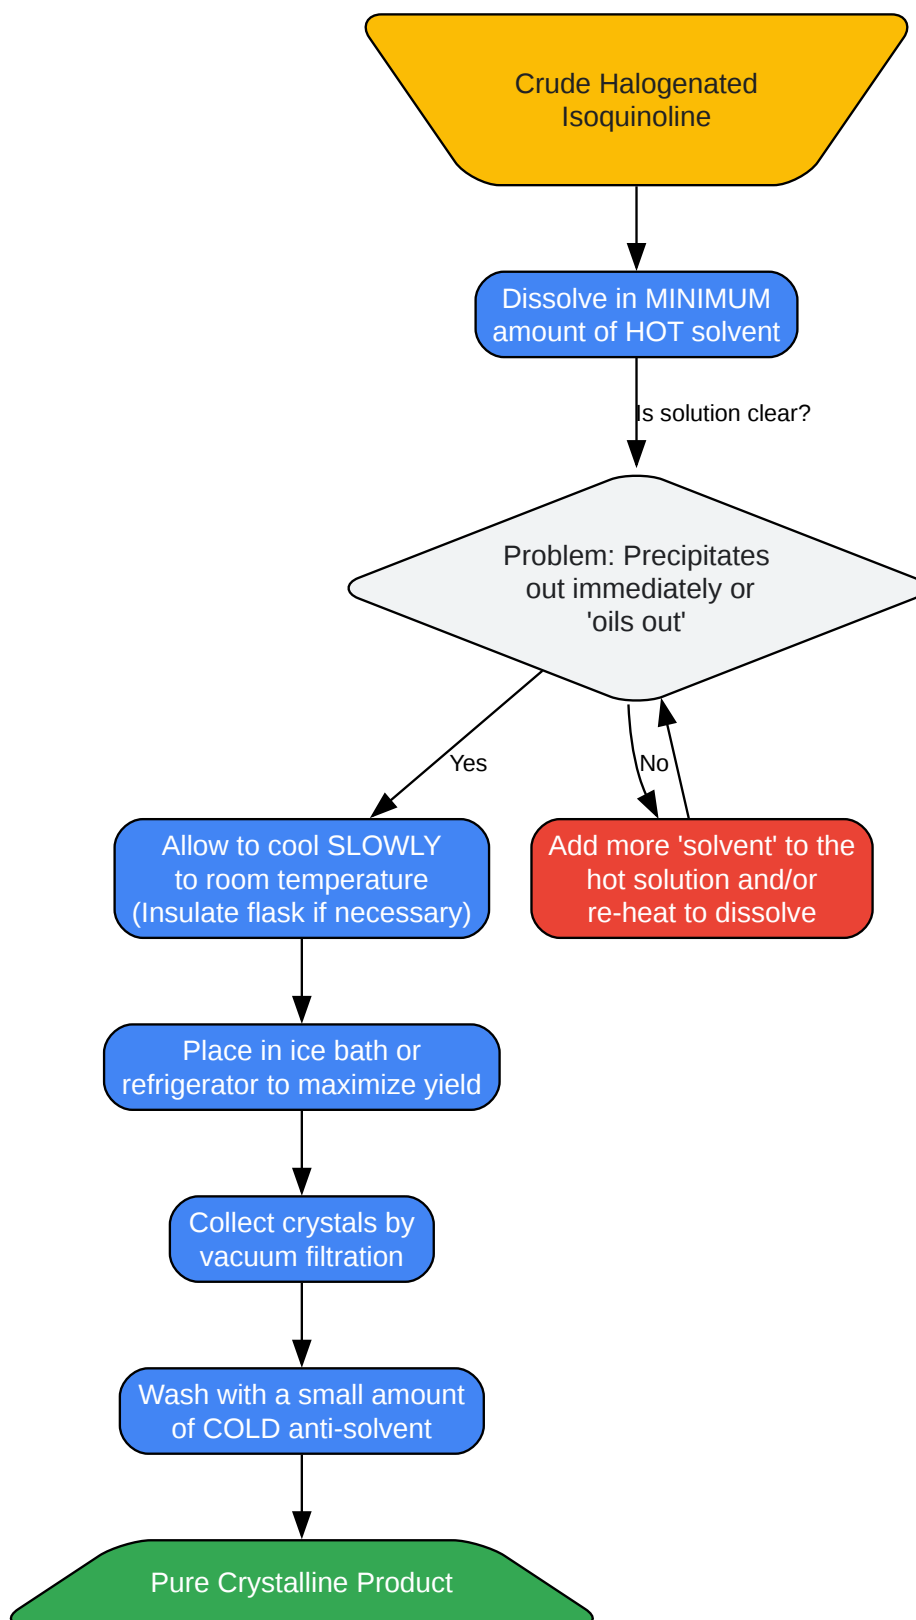 Crude Halogenated
Isoquinoline
Dissolve in MINIMUM
amount of HOT solvent
Is solution clear?
Problem: Precipitates
out immediately or
'oils out'
Yes
No
Allow to cool SLOWLY
to room temperature
(Insulate flask if necessary)
Add more 'solvent' to the
hot solution and/or
re-heat to dissolve
Place in ice bath or
refrigerator to maximize yield
Collect crystals by
vacuum filtration
Wash with a small amount
of COLD anti-solvent
Pure Crystalline Product